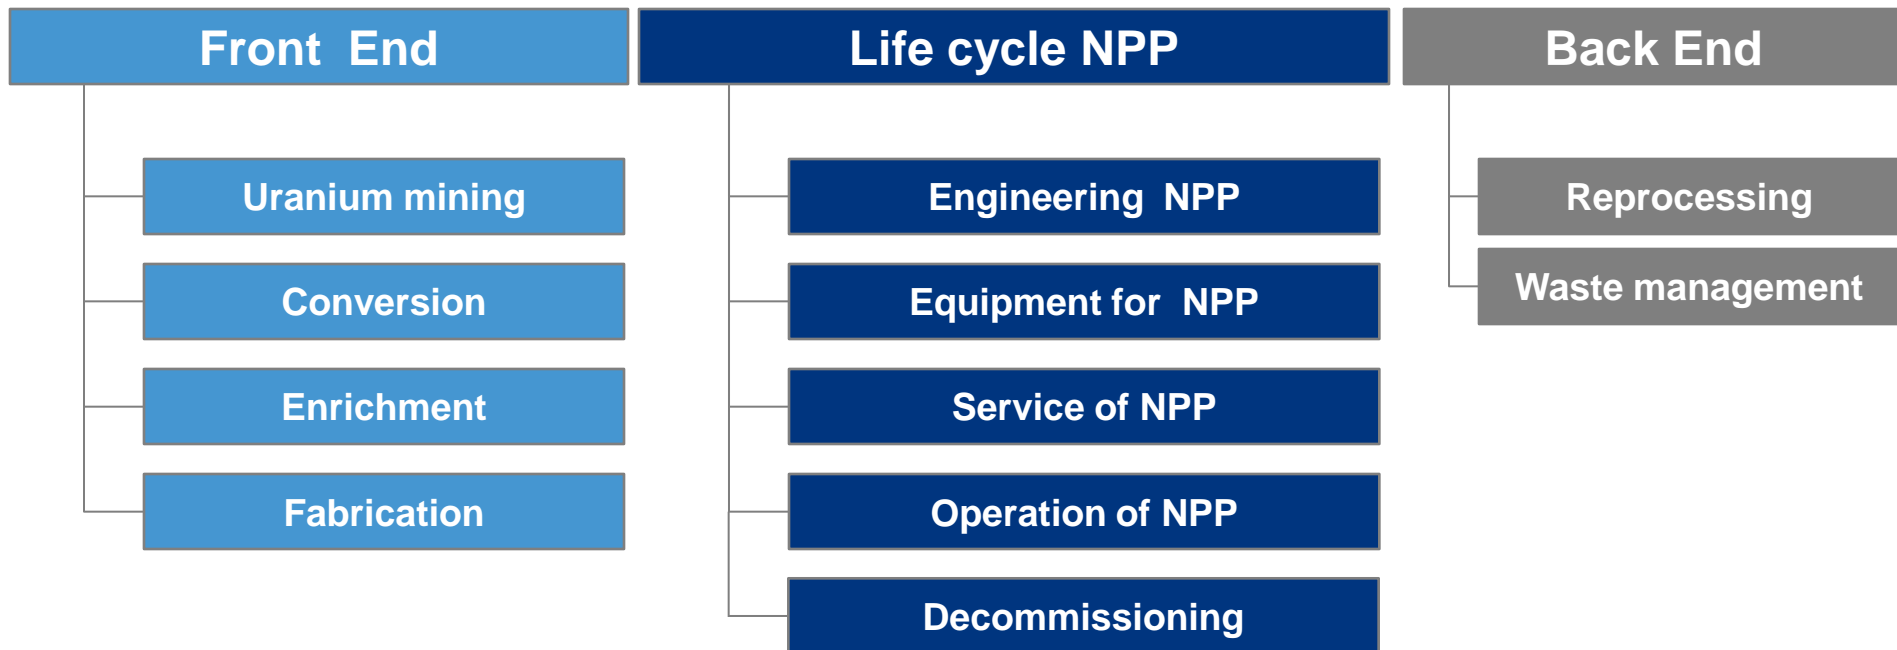 Front End
Uranium mining
Conversion
Enrichment
Fabrication
Life cycle NPP
Engineering NPP
Equipment for NPP
Service of NPP
Operation of NPP
Decommissioning
Back End
Reprocessing
Waste management